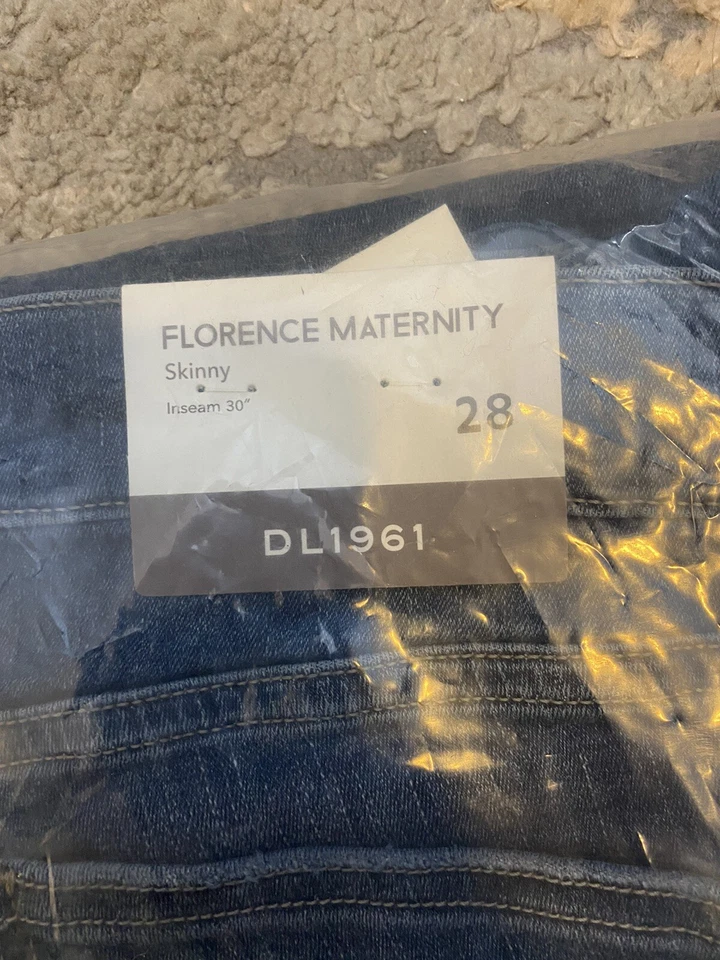 FLORENCE MATERNITY
Skinny
Inseam 30"
28
DL1961